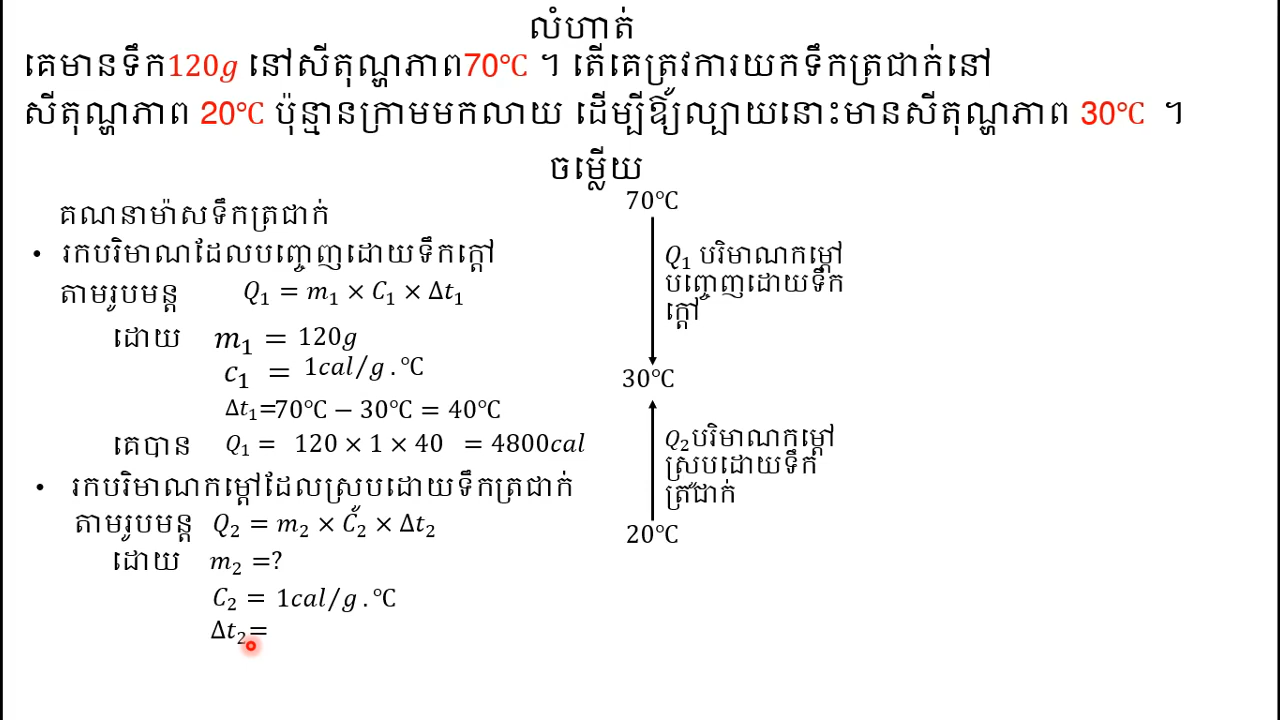 លំហាត់
គេមានទឹក120g នៅសីតុណ្ហភាព70℃ ។ តើគេត្រូវការយកទឹកត្រជាក់នៅ
សីតុណ្ហភាព 20℃ ប៉ុន្មានក្រាមមកលាយ ដើម្បីឱ្យល្បាយនោះមានសីតុណ្ហភាព 30℃ ។
ចម្លើយ
គណនាម៉ាសទឹកត្រជាក់
• រកបរិមាណដែលបញ្ចេញដោយទឹកក្ដៅ
តាមរូបមន្ត Q₁ = m₁ × C₁ × Δt₁
ដោយ m₁ = 120g
c₁ = 1cal/g.℃
Δt₁=70℃ − 30℃ = 40℃
គេបាន Q₁ = 120 × 1 × 40 = 4800cal
• រកបរិមាណកម្ដៅដែលស្រូបដោយទឹកត្រជាក់
តាមរូបមន្ត Q₂ = m₂ × C₂ × Δt₂
ដោយ m₂ =?
C₂ = 1cal/g.℃
Δt₂=
70℃
Q₁ បរិមាណកម្ដៅ
បញ្ចេញដោយទឹក
ក្ដៅ
30℃
Q₂បរិមាណកម្ដៅ
ស្រូបដោយទឹក
ត្រជាក់
20℃